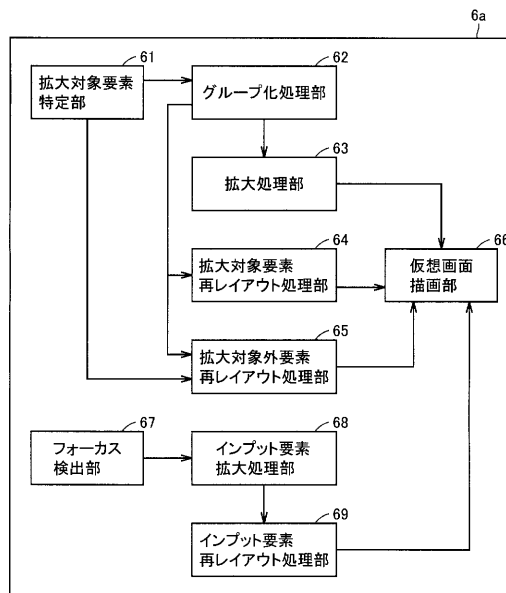 6a
61
拡大対象要素
特定部
62
グループ化処理部
63
拡大処理部
64
拡大対象要素
再レイアウト処理部
65
拡大対象外要素
再レイアウト処理部
66
仮想画面
描画部
67
フォーカス
検出部
68
インプット要素
拡大処理部
69
インプット要素
再レイアウト処理部